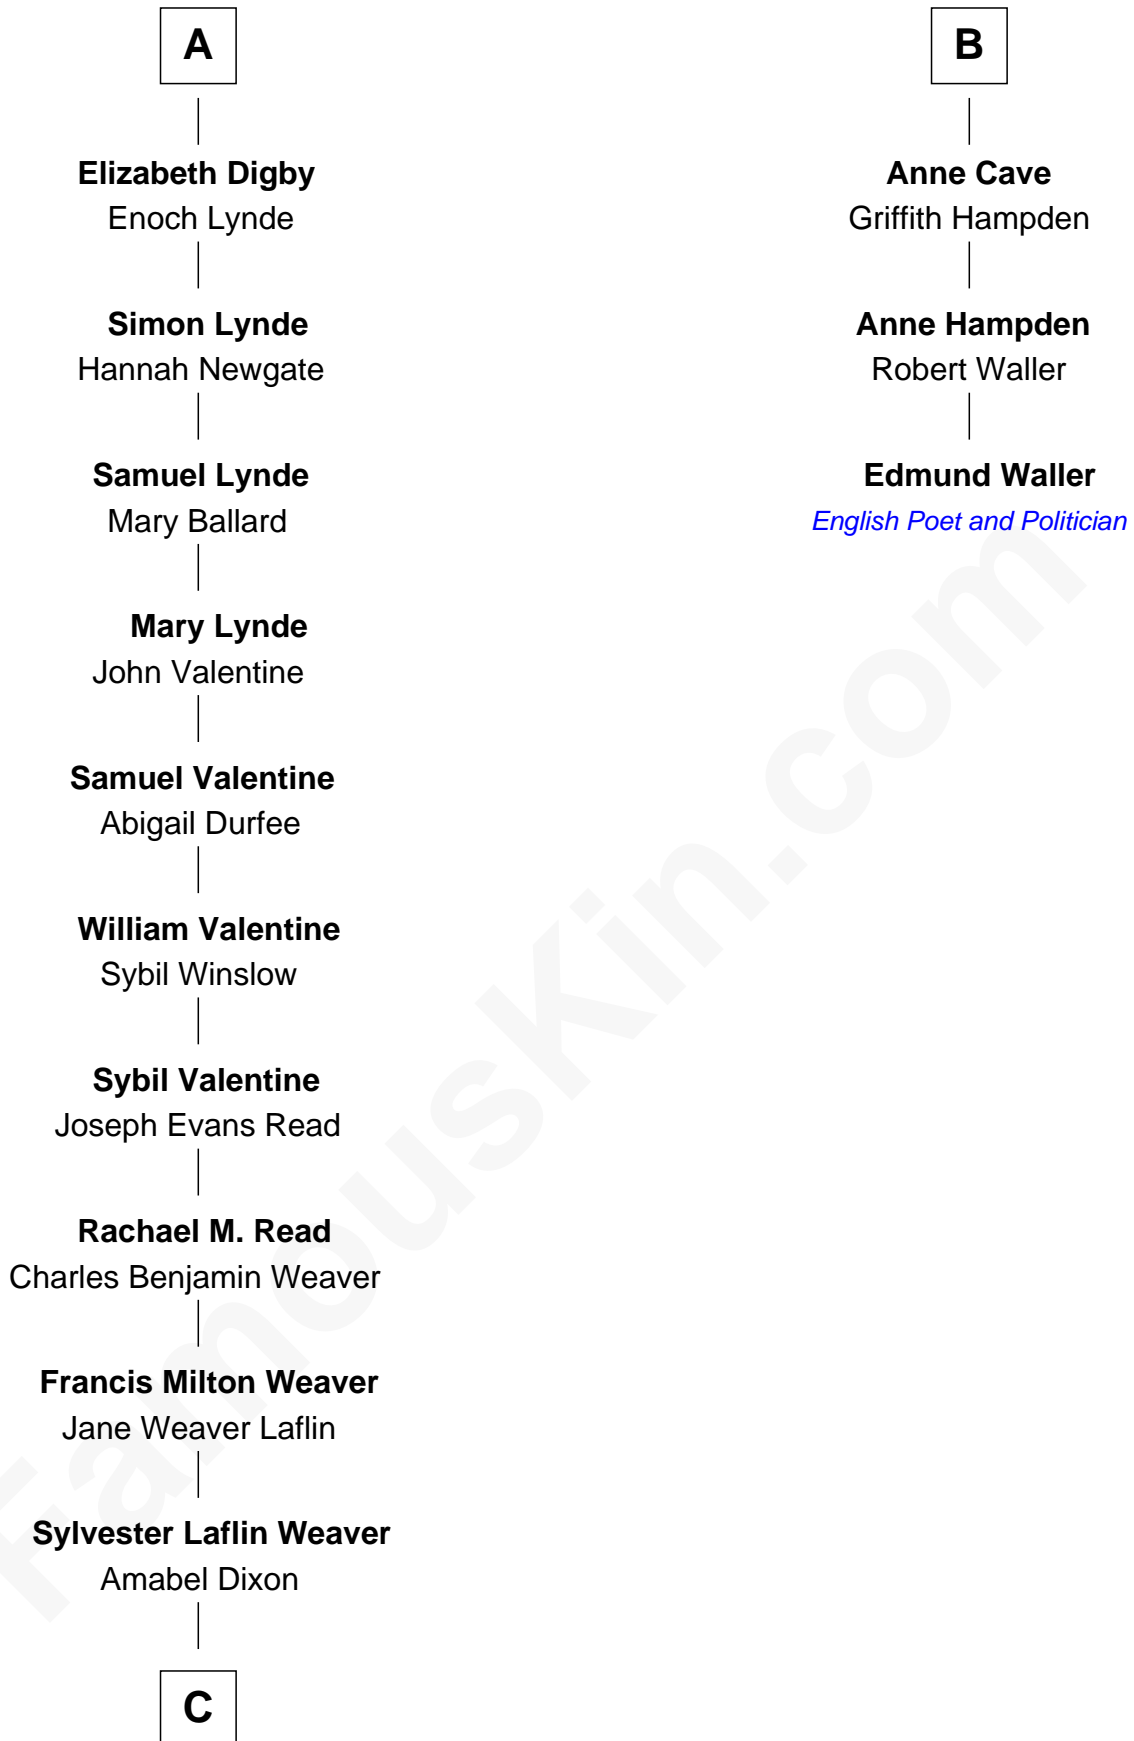 A
Elizabeth Digby
Enoch Lynde
Simon Lynde
Hannah Newgate
Samuel Lynde
Mary Ballard
Mary Lynde
John Valentine
Samuel Valentine
Abigail Durfee
William Valentine
Sybil Winslow
Sybil Valentine
Joseph Evans Read
Rachael M. Read
Charles Benjamin Weaver
Francis Milton Weaver
Jane Weaver Laflin
Sylvester Laflin Weaver
Amabel Dixon
C
B
Anne Cave
Griffith Hampden
Anne Hampden
Robert Waller
Edmund Waller
English Poet and Politician
FamousKin.com